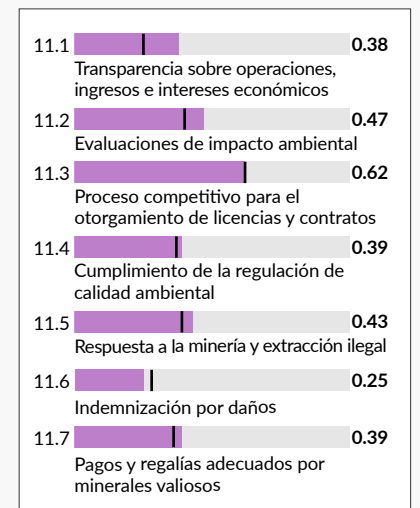 11.1 0.38
Transparencia sobre operaciones,
ingresos e intereses económicos
11.2 0.47
Evaluaciones de impacto ambiental
11.3 0.62
Proceso competitivo para el
otorgamiento de licencias y contratos
11.4 0.39
Cumplimiento de la regulación de
calidad ambiental
11.5 0.43
Respuesta a la minería y extracción ilegal
11.6 0.25
Indemnización por daños
11.7 0.39
Pagos y regalías adecuados por
minerales valiosos